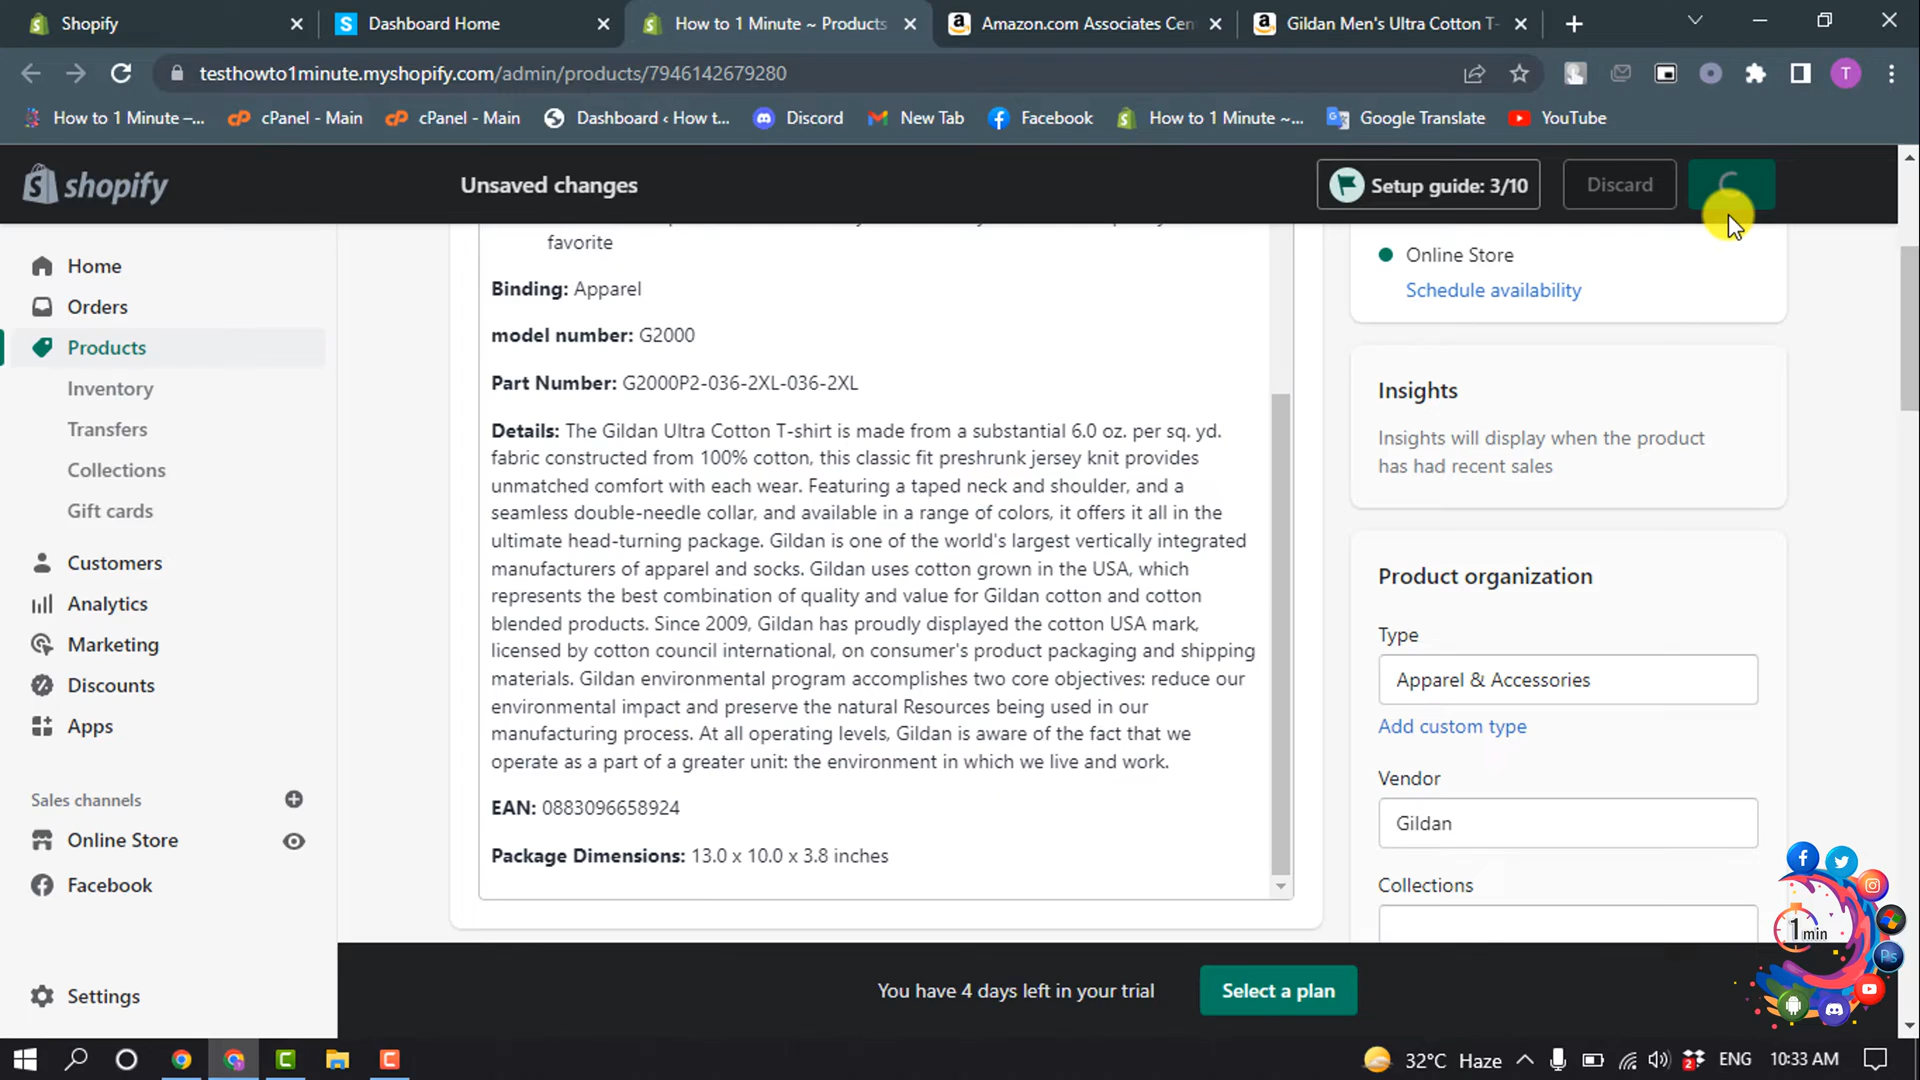 Shopify
Dashboard Home
How to 1 Minute ~ Products
Amazon.com Associates Cen
Gildan Men's Ultra Cotton T-
testhowto1minute.myshopify.com/admin/products/7946142679280
T
How to 1 Minute –...
cPanel - Main
cPanel - Main
Dashboard ‹ How t...
Discord
New Tab
Facebook
How to 1 Minute ~...
Google Translate
YouTube
shopify
Unsaved changes
Setup guide: 3/10
Discard
Home
Orders
Products
Inventory
Transfers
Collections
Gift cards
Customers
Analytics
Marketing
Discounts
Apps
Sales channels
Online Store
Facebook
Settings
favorite
Binding: Apparel
model number: G2000
Part Number: G2000P2-036-2XL-036-2XL
Details: The Gildan Ultra Cotton T-shirt is made from a substantial 6.0 oz. per sq. yd.
fabric constructed from 100% cotton, this classic fit preshrunk jersey knit provides
unmatched comfort with each wear. Featuring a taped neck and shoulder, and a
seamless double-needle collar, and available in a range of colors, it offers it all in the
ultimate head-turning package. Gildan is one of the world's largest vertically integrated
manufacturers of apparel and socks. Gildan uses cotton grown in the USA, which
represents the best combination of quality and value for Gildan cotton and cotton
blended products. Since 2009, Gildan has proudly displayed the cotton USA mark,
licensed by cotton council international, on consumer's product packaging and shipping
materials. Gildan environmental program accomplishes two core objectives: reduce our
environmental impact and preserve the natural Resources being used in our
manufacturing process. At all operating levels, Gildan is aware of the fact that we
operate as a part of a greater unit: the environment in which we live and work.
EAN: 0883096658924
Package Dimensions: 13.0 x 10.0 x 3.8 inches
Online Store
Schedule availability
Insights
Insights will display when the product
has had recent sales
Product organization
Type
Apparel & Accessories
Add custom type
Vendor
Gildan
Collections
1 min
Ps
You have 4 days left in your trial
Select a plan
32°C Haze
2
ENG
10:33 AM